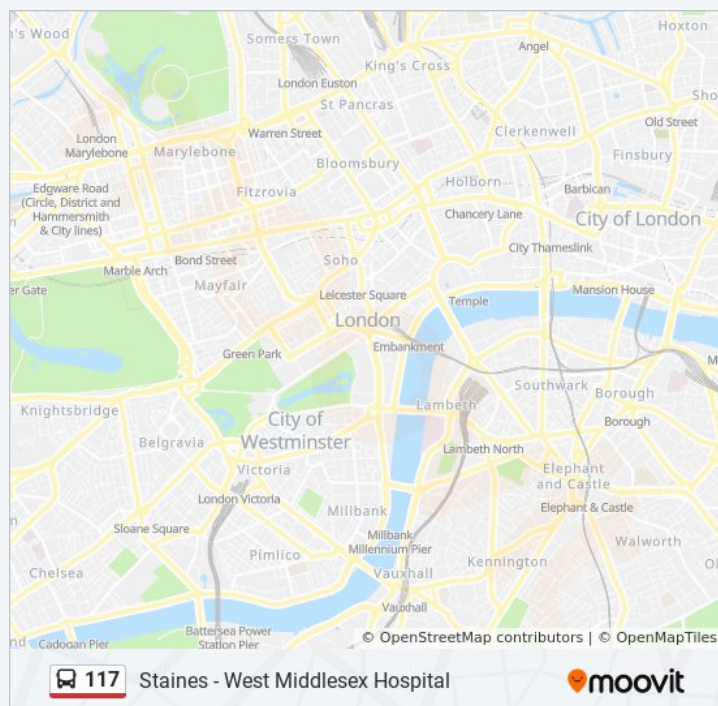 Hoxton
n's Wood
Somers Town
Angel
King's Cross
London Euston
St Pancras
Sho
Old Street
Warren Street
Clerkenwell
London
Marylebone
Marylebone
Finsbury
Bloomsbury
Holborn
Barbican
Edgware Road
(Circle, District and
Hammersmith
& City lines)
Fitzrovia
Chancery Lane
City of London
n
City Thameslink
Bond Street
Soho
Marble Arch
Mayfair
er Gate
Leicester Square
Temple
Mansion House
London
Embankment
Green Park
M
Southwark
Borough
Knightsbridge
Lambeth
City of
Westminster
Borough
Belgravia
Lambeth North
Victoria
Elephant
and Castle
London Victoria
Elephant & Castle
Millbank
n
Sloane Square
Millbank
Millennium Pier
Walworth
Pimlico
Kennington
Ol
Chelsea
Vauxhall
Vauxhall
Battersea Power
Station Pier
nd
Cadogan Pier
© OpenStreetMap contributors | © OpenMapTiles
117 Staines - West Middlesex Hospital
moovit